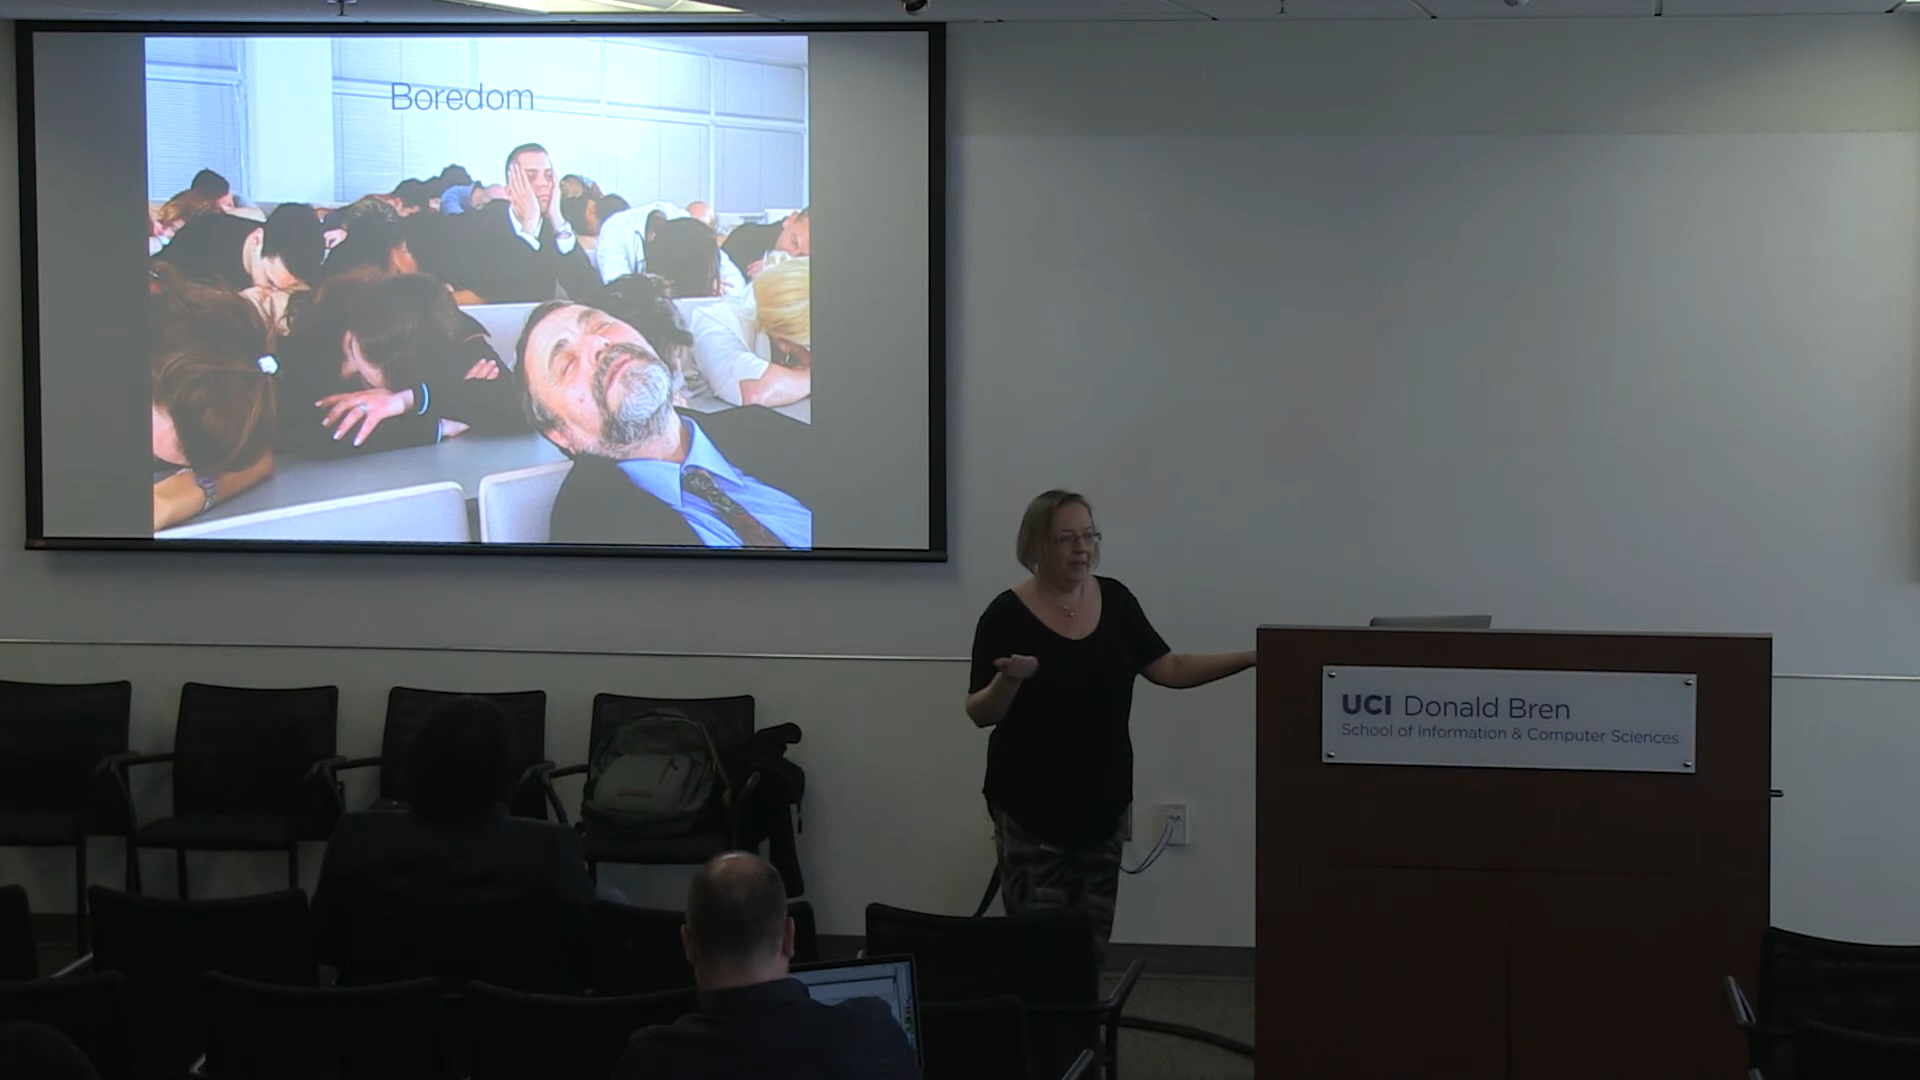 Boredom
UCI Donald Bren
School of Information & Computer Sciences